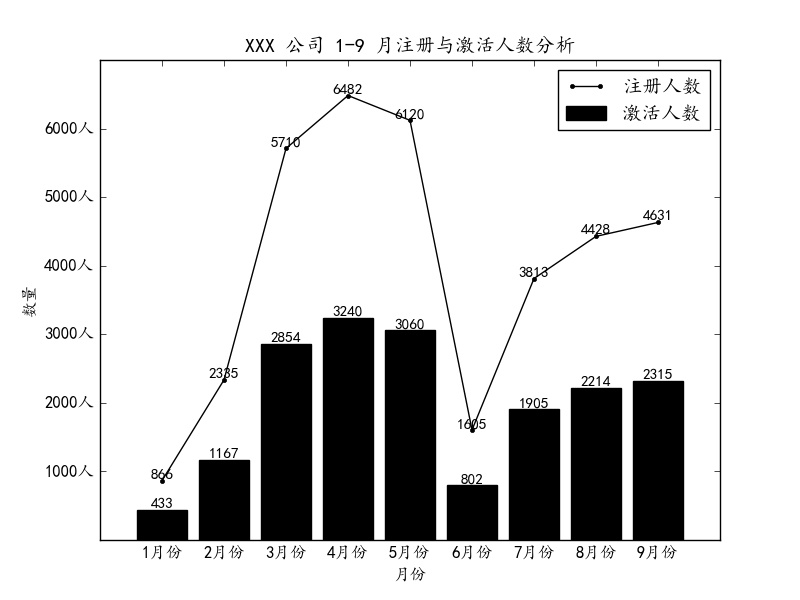 XXX 公司 1-9 月注册与激活人数分析
注册人数
激活人数
6000人
5000人
4000人
3000人
2000人
1000人
数量
866
2335
5710
6482
6120
1605
3813
4428
4631
433
1167
2854
3240
3060
802
1905
2214
2315
1月份 2月份 3月份 4月份 5月份 6月份 7月份 8月份 9月份
月份